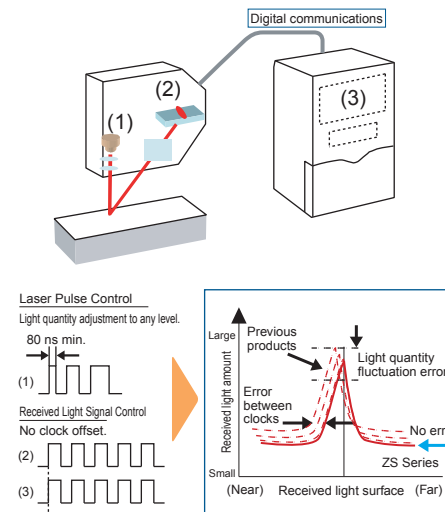 Digital communications
(1)
(2)
(3)
Laser Pulse Control
Light quantity adjustment to any level.
80 ns min.
(1)
Received Light Signal Control
No clock offset.
(2)
(3)
Large
Received light amount
Small
Previous
products
Error
between
clocks
Light quantity
fluctuation error
No err
ZS Series
(Near)
Received light surface
(Far)